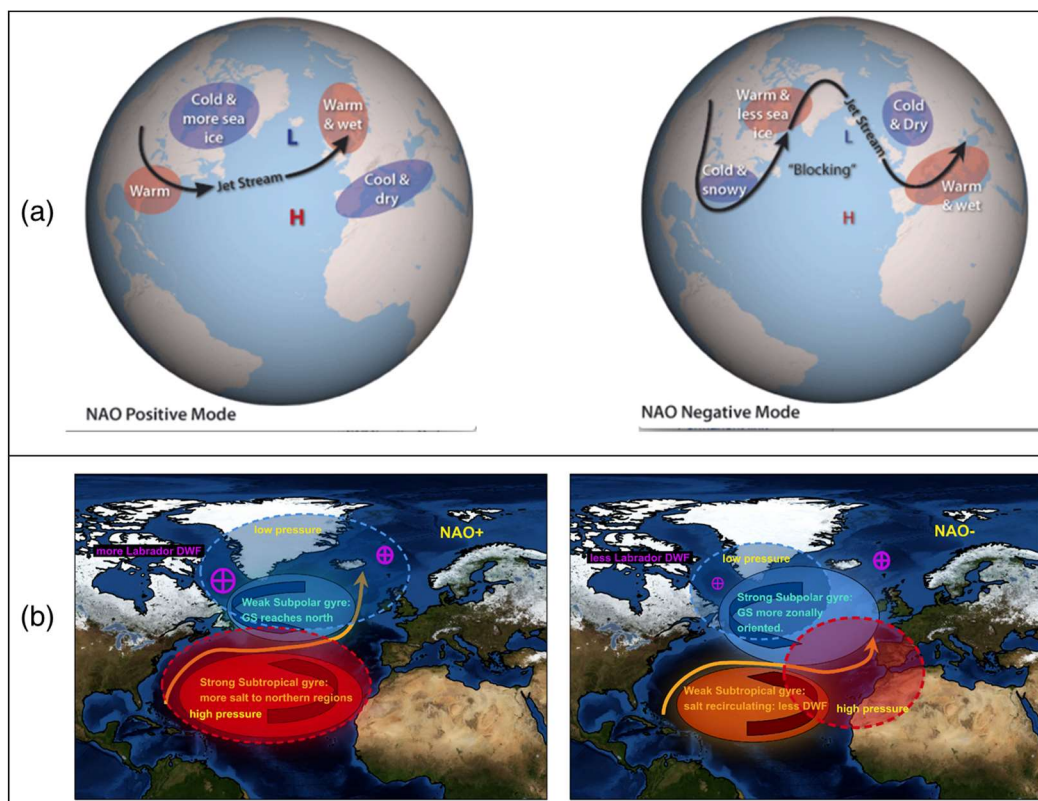 (a)
Cold &
more sea
ice
Warm
& wet
L
Warm
Jet Stream
Cool &
dry
H
NAO Positive Mode
Warm &
less sea
ice
Jet Stream
Cold
& Dry
L
Cold &
snowy
"Blocking"
Warm
& wet
H
NAO Negative Mode
(b)
low pressure
NAO+
more Labrador DWF
Weak Subpolar gyre:
GS reaches north
Strong Subtropical gyre:
more salt to northern regions
high pressure
NAO-
less Labrador DWF
low pressure
Strong Subpolar gyre:
GS more zonally
oriented.
Weak Subtropical gyre:
salt recirculating: less DWF
high pressure